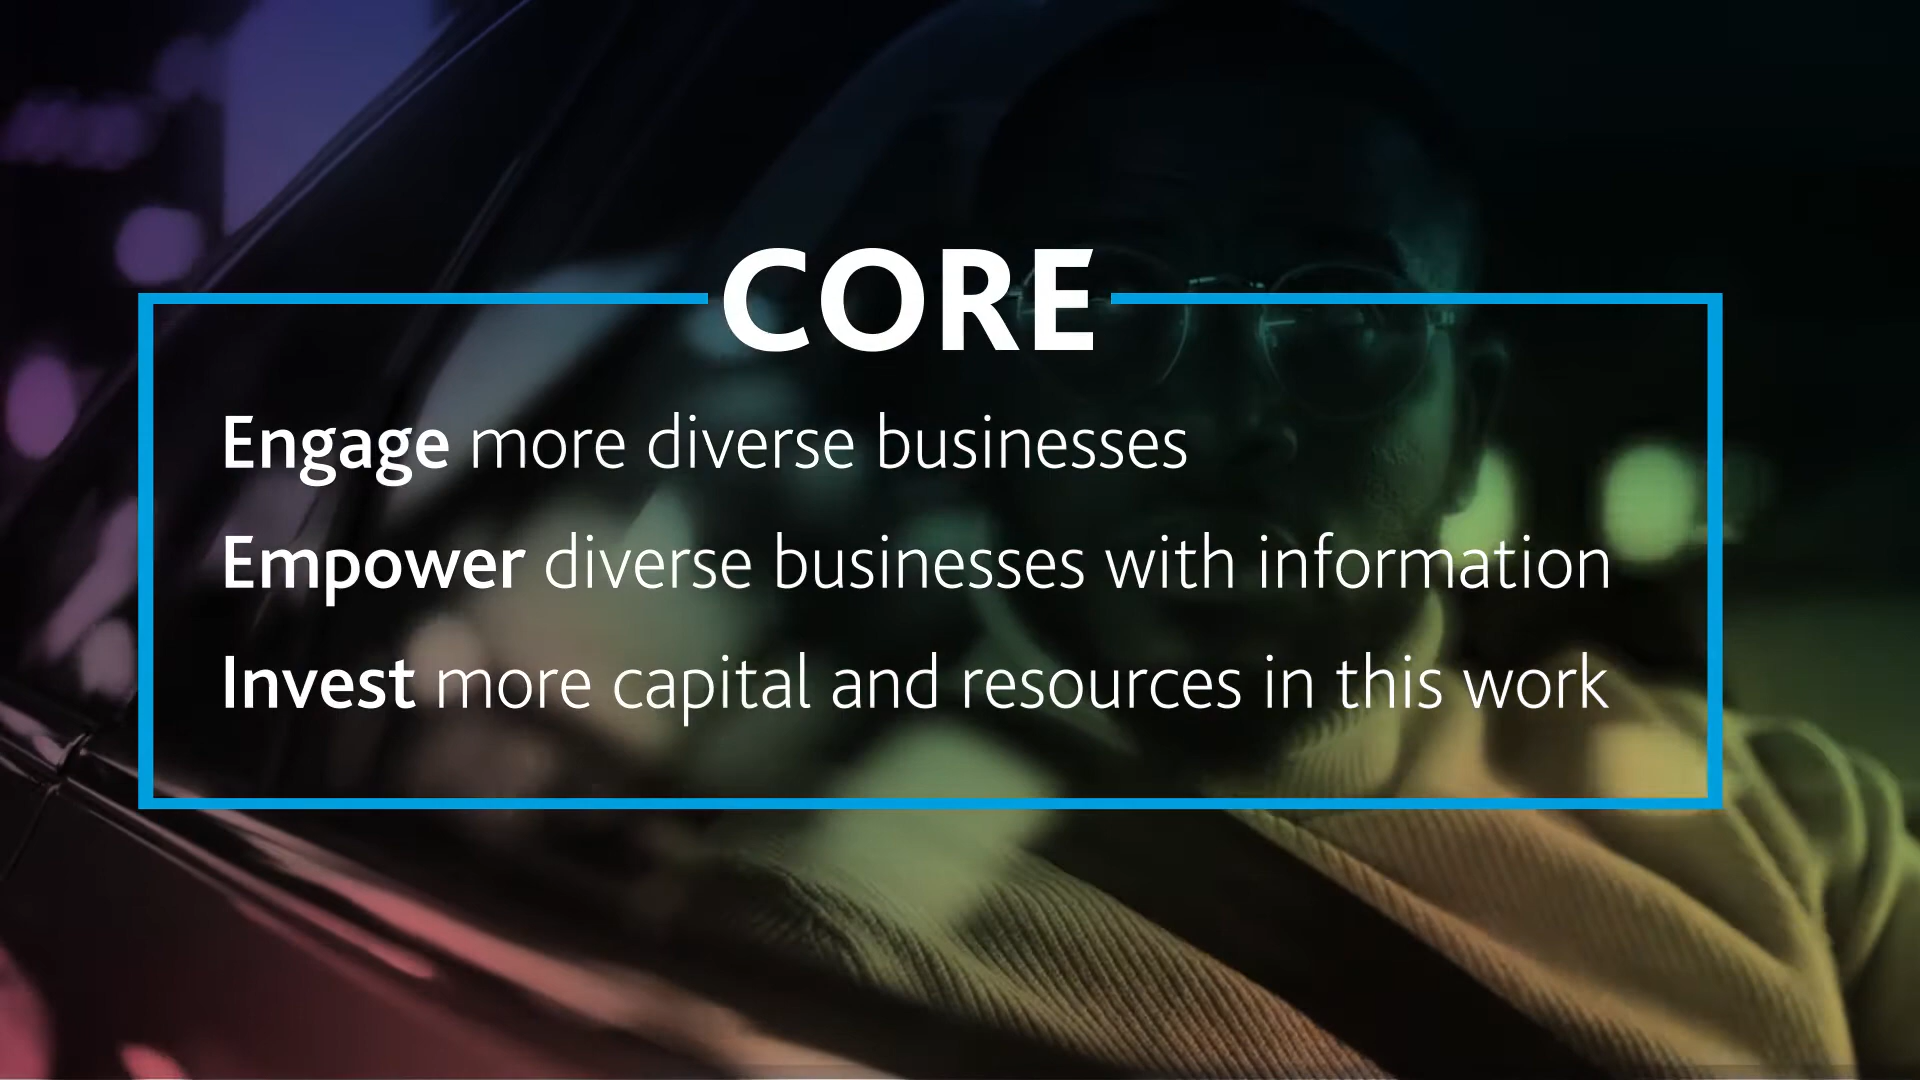 CORE
Engage more diverse businesses
Empower diverse businesses with information
Invest more capital and resources in this work